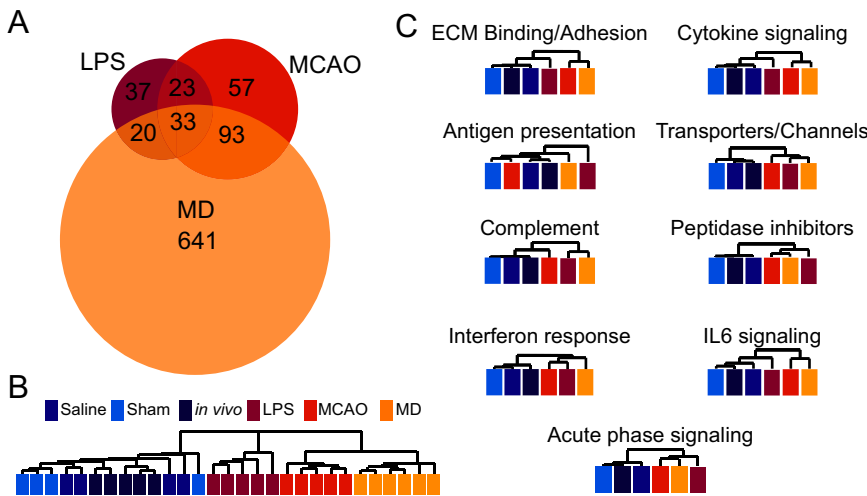 A
LPS
MCAO
37
23
57
20
33
93
MD
641
B
Saline Sham in vivo LPS MCAO MD
C
ECM Binding/Adhesion
Cytokine signaling
Antigen presentation
Transporters/Channels
Complement
Peptidase inhibitors
Interferon response
IL6 signaling
Acute phase signaling